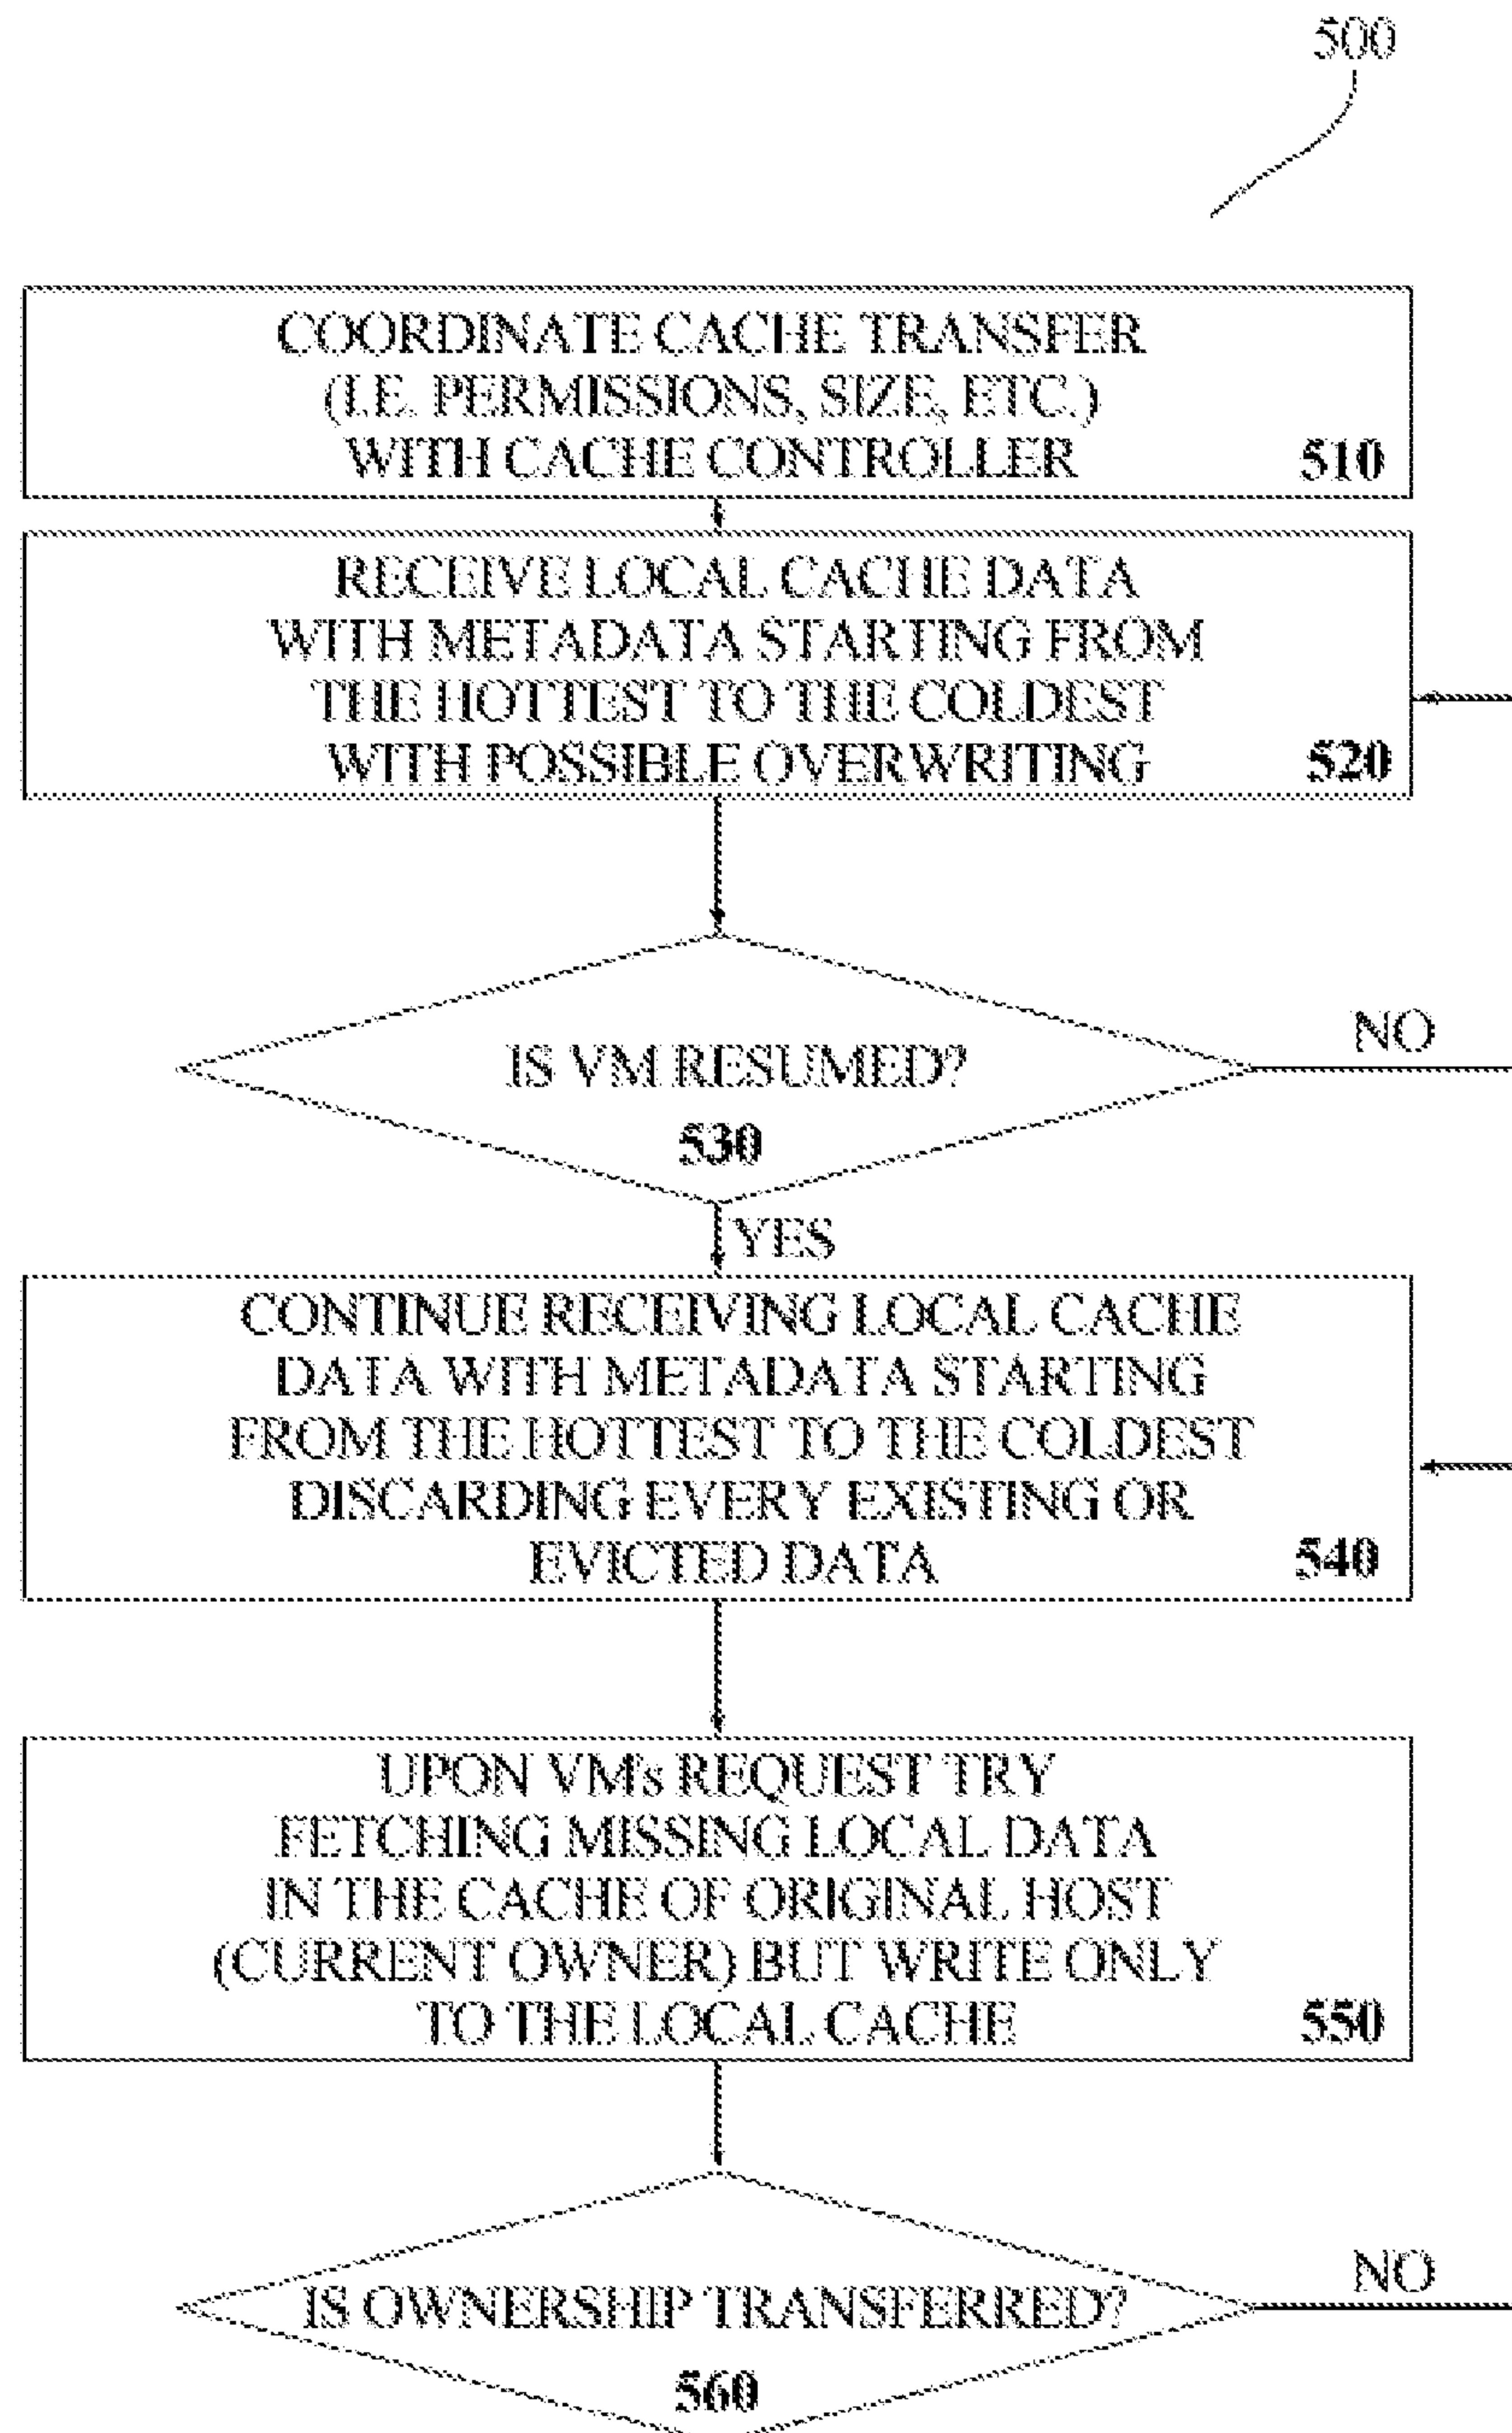 500
COORDINATE CACHE TRANSFER
(I.E. PERMISSIONS, SIZE, ETC.)
WITH CACHE CONTROLLER 510
RECEIVE LOCAL CACHE DATA
WITH METADATA STARTING FROM
THE HOTTEST TO THE COLDEST
WITH POSSIBLE OVERWRITING 520
IS VM RESUMED?
NO
530
YES
CONTINUE RECEIVING LOCAL CACHE
DATA WITH METADATA STARTING
FROM THE HOTTEST TO THE COLDEST
DISCARDING EVERY EXISTING OR
EVICTED DATA 540
UPON VM's REQUEST TRY
FETCHING MISSING LOCAL DATA
IN THE CACHE OF ORIGINAL HOST
(CURRENT OWNER) BUT WRITE ONLY
TO THE LOCAL CACHE 550
IS OWNERSHIP TRANSFERRED?
NO
560